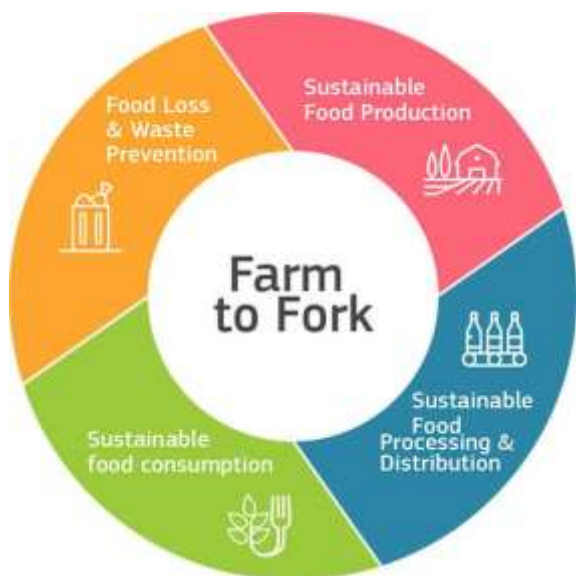 Farm
to Fork
Sustainable
Food Production
Sustainable
Food
Processing &
Distribution
Sustainable
food consumption
Food Loss
& Waste
Prevention